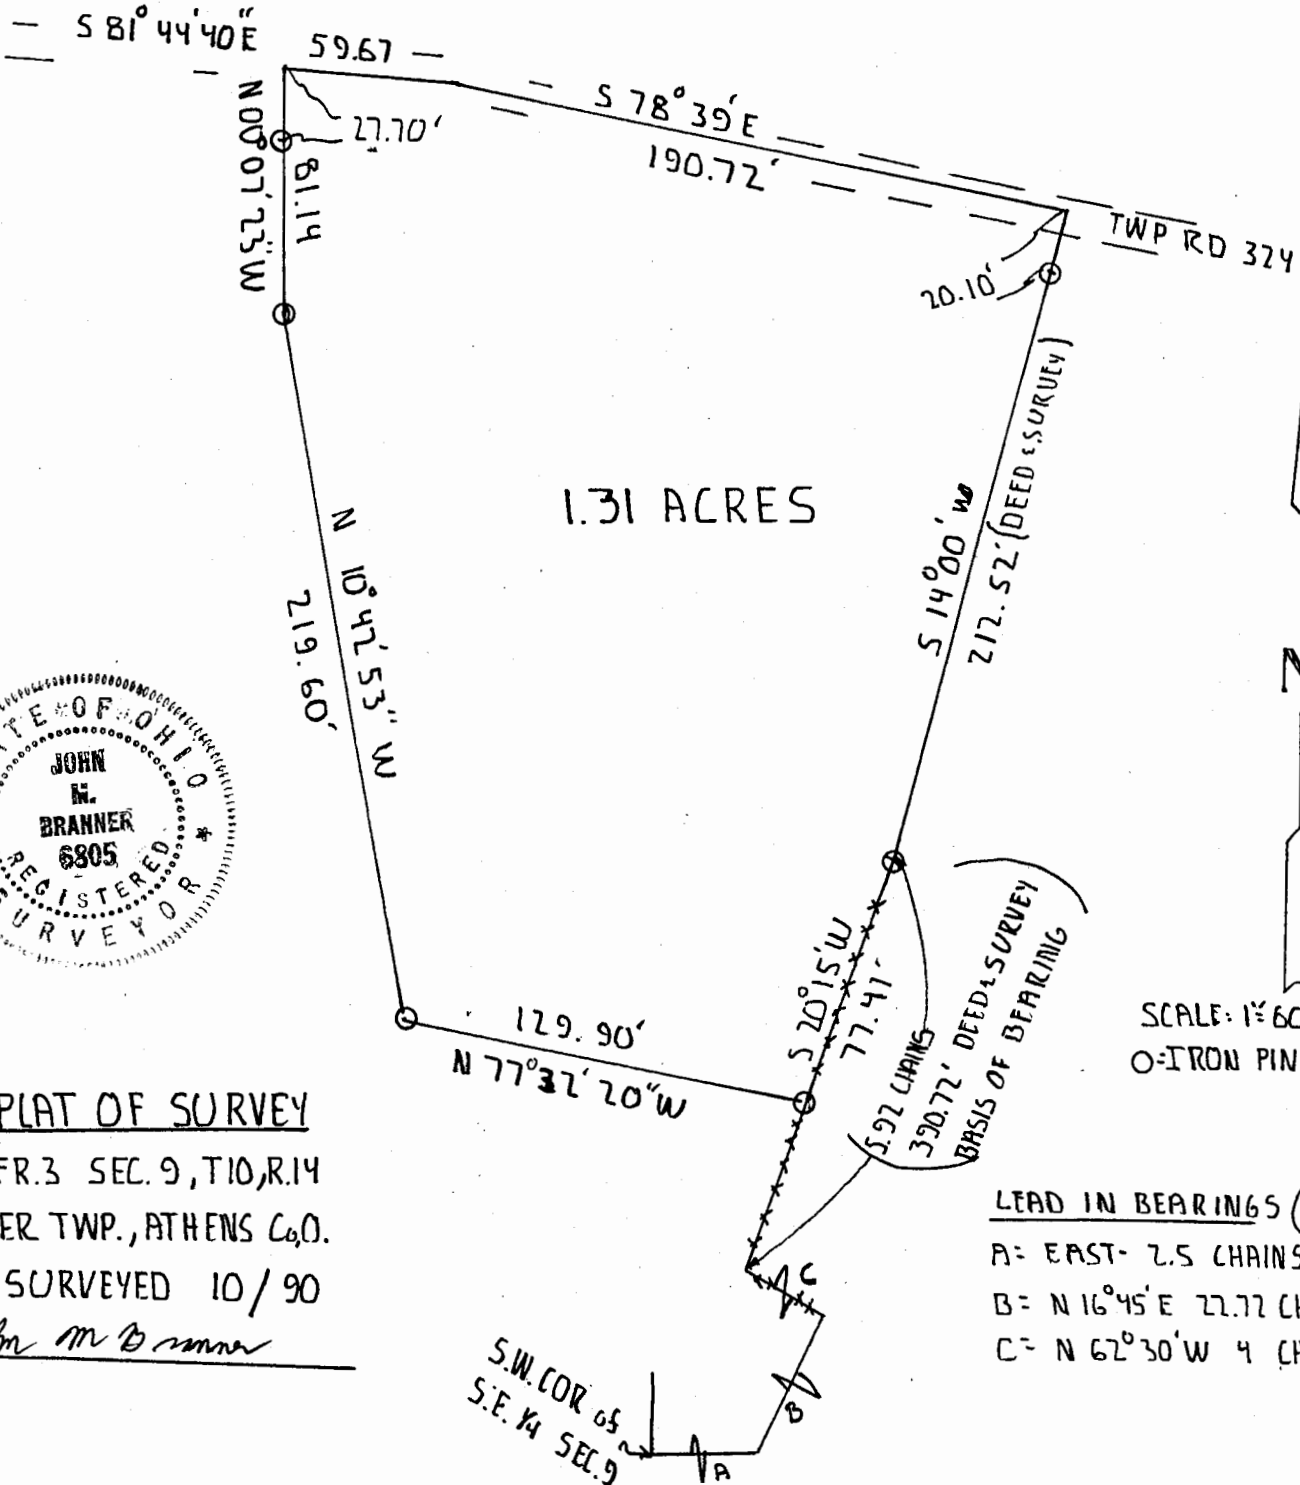 S 81° 44' 40" E
59.67
S 78° 39' E
190.72'
TWP RD 324
27.70'
N 00° 07' 23" W
81.14
20.10'
S 14° 00' W
212.52' (DEED & SURVEY)
1.31 ACRES
N 10° 42' 53" W
219.60'
OF OHIO
JOHN
M.
BRANNER
6805
REGISTERED
SURVEYOR
S 20° 15' W
77.41'
5.92 CHAINS
390.72' DEED & SURVEY
BASIS OF BEARING
129.90'
N 77° 32' 20" W
N
SCALE: 1"=60
O=IRON PIN
PLAT OF SURVEY
FR.3 SEC. 9, T10, R.14
ER TWP., ATHENS Co,O.
SURVEYED 10/90
LEAD IN BEARINGS (
A= EAST- 2.5 CHAINS
B= N 16° 45' E 22.72 CH
C= N 62° 30' W 4 CH
C
B
A
S.W. COR of
S.E. 1/4 SEC. 9